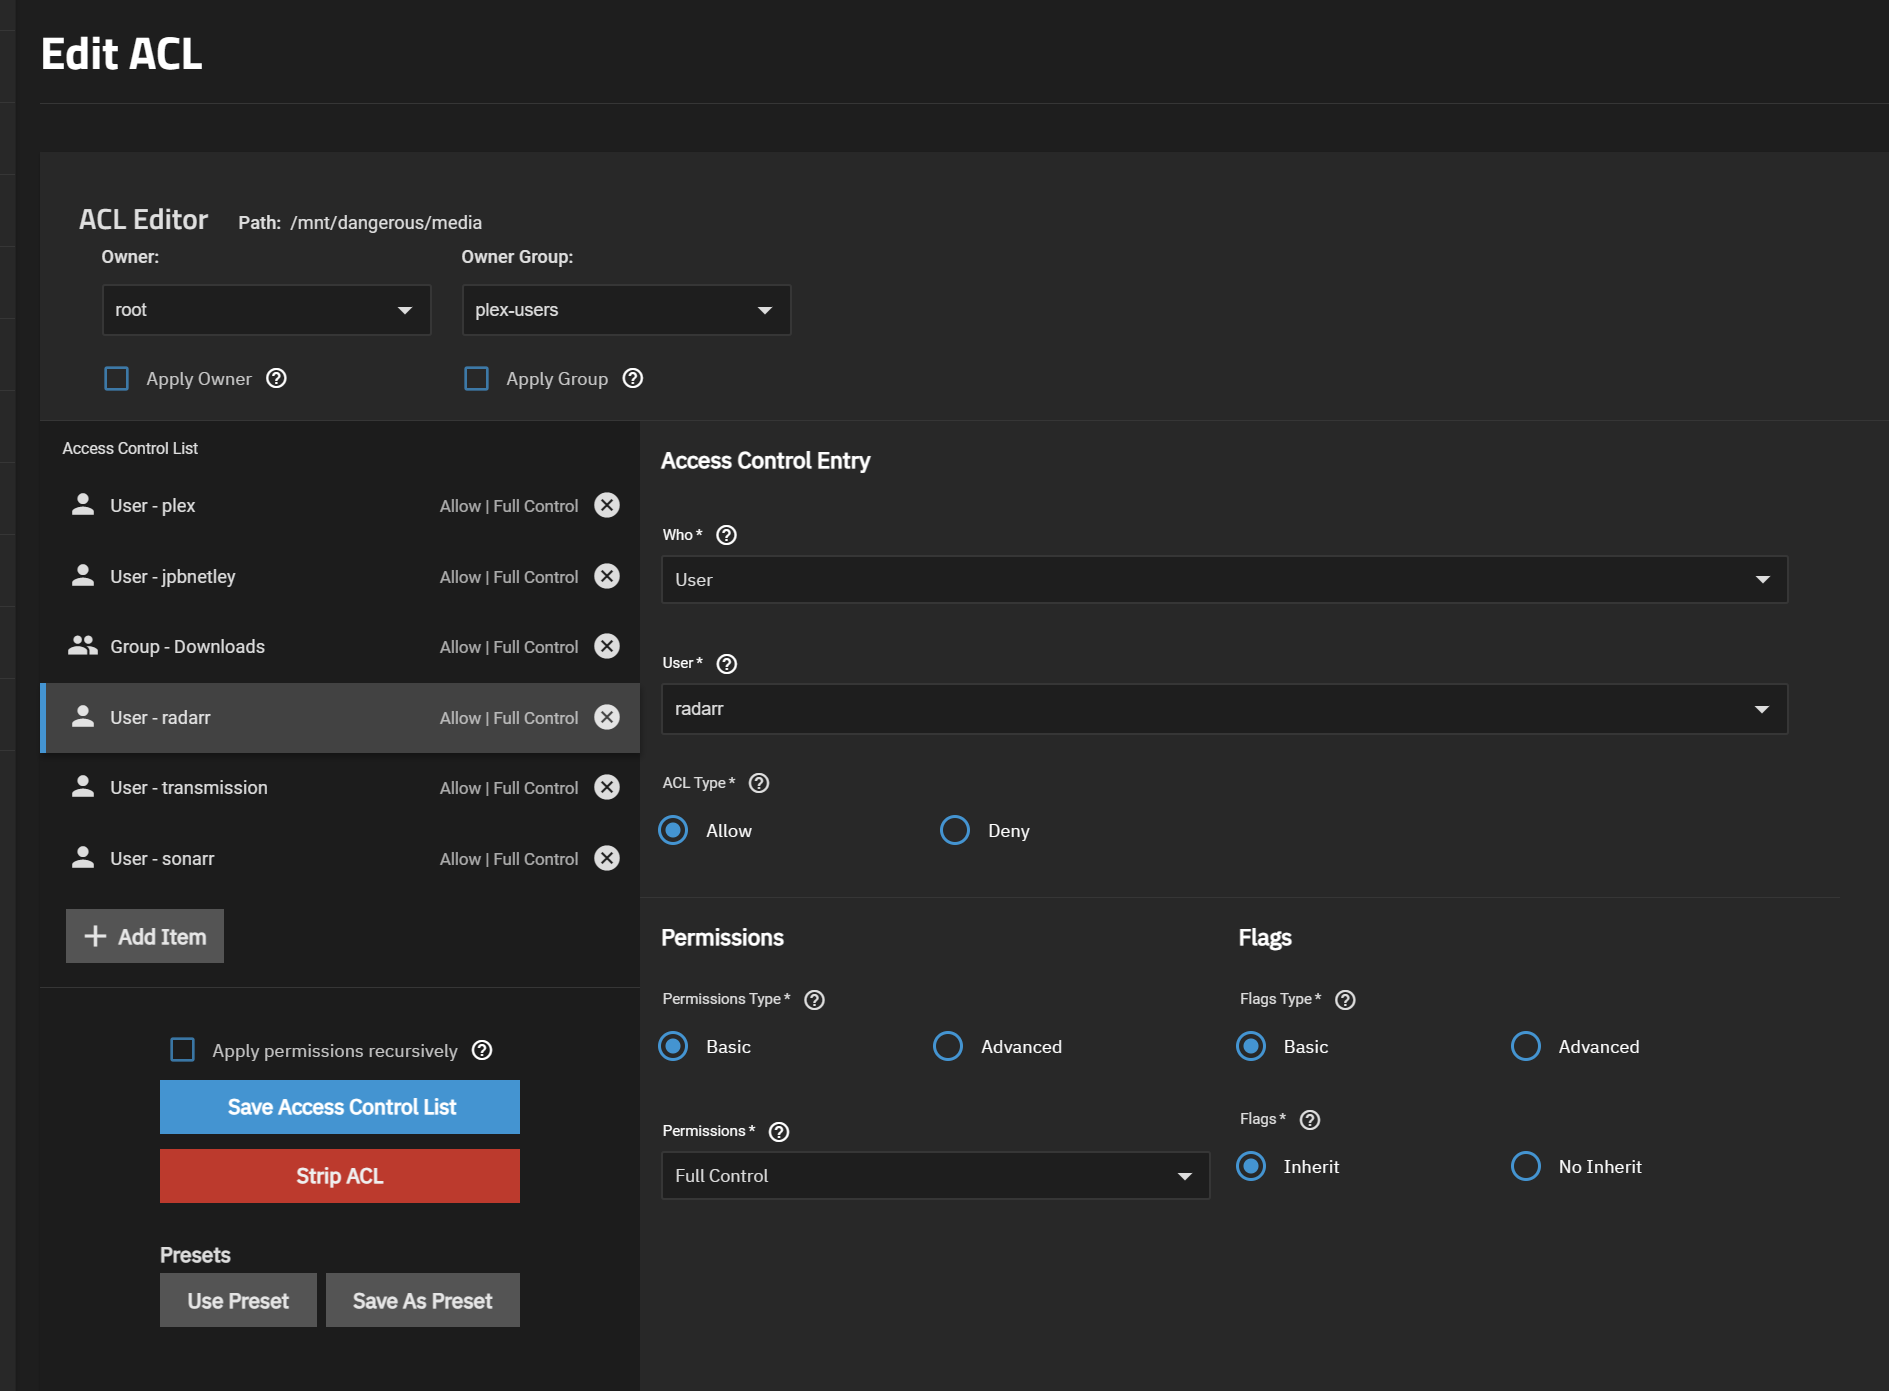 Edit ACL
ACL Editor Path: /mnt/dangerous/media
Owner: Owner Group:
root plex-users
Apply Owner Apply Group
Access Control List
User - plex Allow | Full Control
User - jpbnetley Allow | Full Control
Group - Downloads Allow | Full Control
User - radarr Allow | Full Control
User - transmission Allow | Full Control
User - sonarr Allow | Full Control
Add Item
Apply permissions recursively
Save Access Control List
Strip ACL
Presets
Use Preset Save As Preset
Access Control Entry
Who *
User
User *
radarr
ACL Type *
Allow Deny
Permissions
Permissions Type *
Basic Advanced
Permissions *
Full Control
Flags
Flags Type *
Basic Advanced
Flags *
Inherit No Inherit